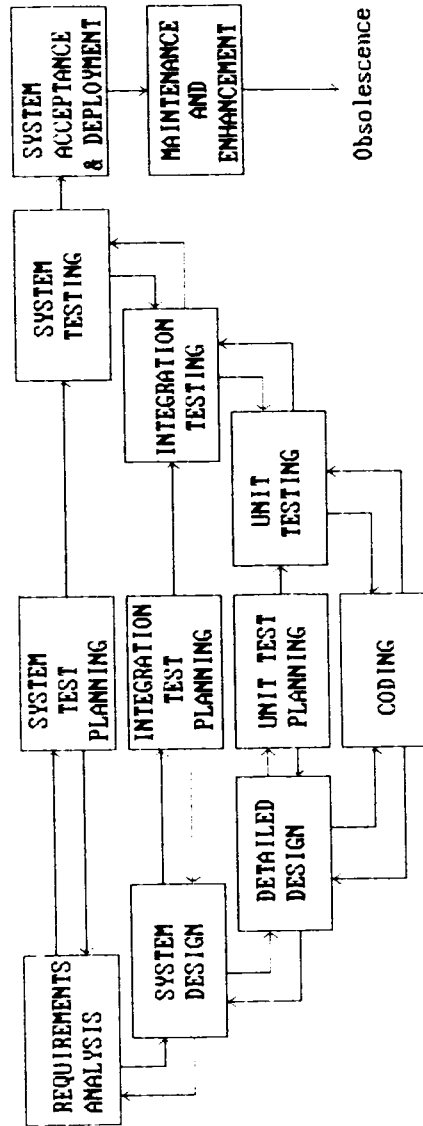 REQUIREMENTS
ANALYSIS
SYSTEM
TEST
PLANNING
SYSTEM
TESTING
SYSTEM
ACCEPTANCE
& DEPLOYMENT
SYSTEM
DESIGN
INTEGRATION
TEST
PLANNING
INTEGRATION
TESTING
MAINTENANCE
AND
ENHANCEMENT
DETAILED
DESIGN
UNIT TEST
PLANNING
UNIT
TESTING
CODING
Obsolescence